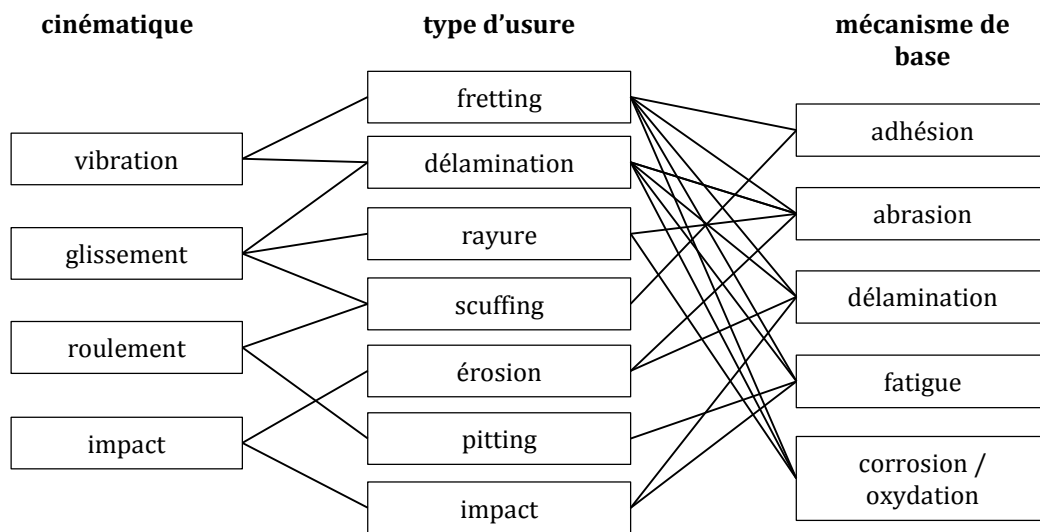 cinématique
type d'usure
mécanisme de
base
vibration
glissement
roulement
impact
fretting
délamination
rayure
scuffing
érosion
pitting
impact
adhésion
abrasion
délamination
fatigue
corrosion /
oxydation